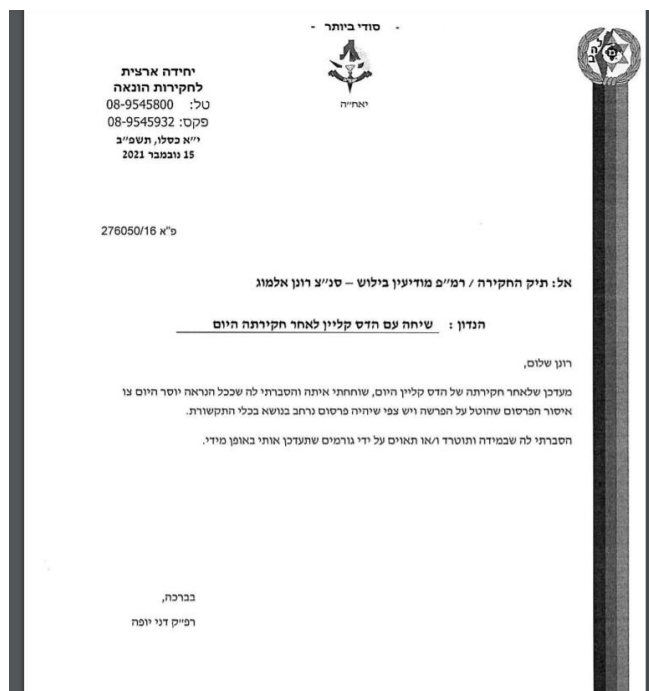 - סודי ביותר -
יאחי״ה
יחידה ארצית
לחקירות הונאה
טל: 08-9545800
פקס: 08-9545932
י״א כסלו, תשפ״ב
15 נובמבר 2021
פ״א 276050/16
אל: תיק החקירה / רמ״פ מודיעין בילוש – סנ״צ רונן אלמוג
הנדון : שיחה עם הדס קליין לאחר חקירתה היום
רונן שלום,
מעדכן שלאחר חקירתה של הדס קליין היום, שוחחתי איתה והסברתי לה שככל הנראה יוסר היום צו
איסור הפרסום שהוטל על הפרשה ויש צפי שיהיה פרסום נרחב בנושא בכלי התקשורת.
הסברתי לה שבמידה ותוטרד ו/או תאוים על ידי גורמים שתעדכן אותי באופן מידי.
בברכה,
רפ״ק דני יופה